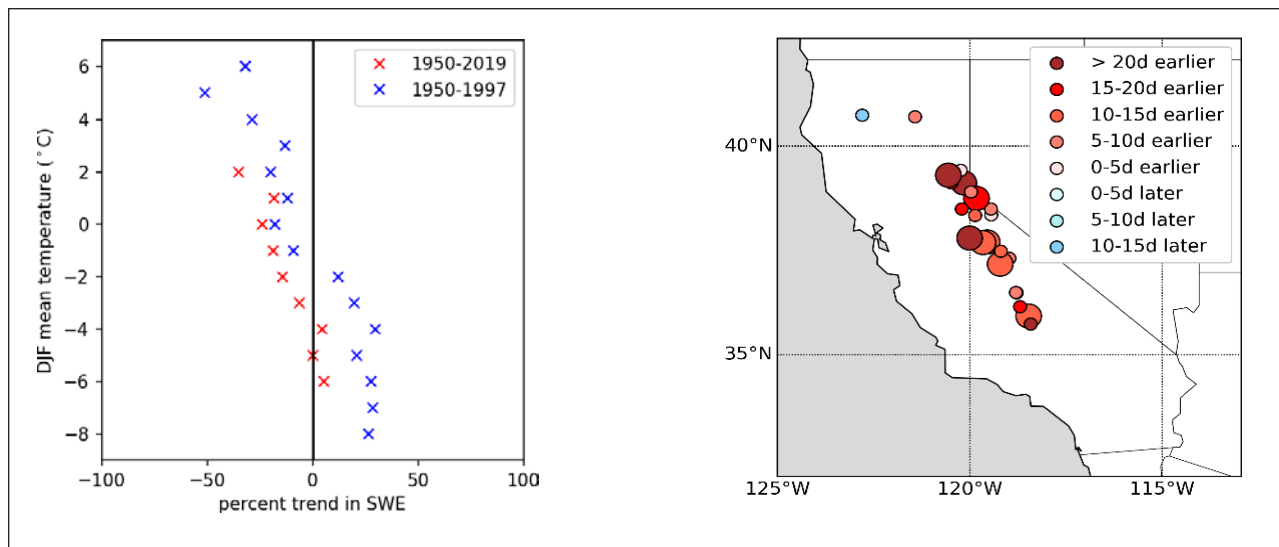 1950-2019
1950-1997
6
4
2
0
−2
−4
−6
−8
DJF mean temperature (°C)
−100
−50
0
50
100
percent trend in SWE
> 20d earlier
15-20d earlier
10-15d earlier
5-10d earlier
0-5d earlier
0-5d later
5-10d later
10-15d later
40°N
35°N
125°W
120°W
115°W